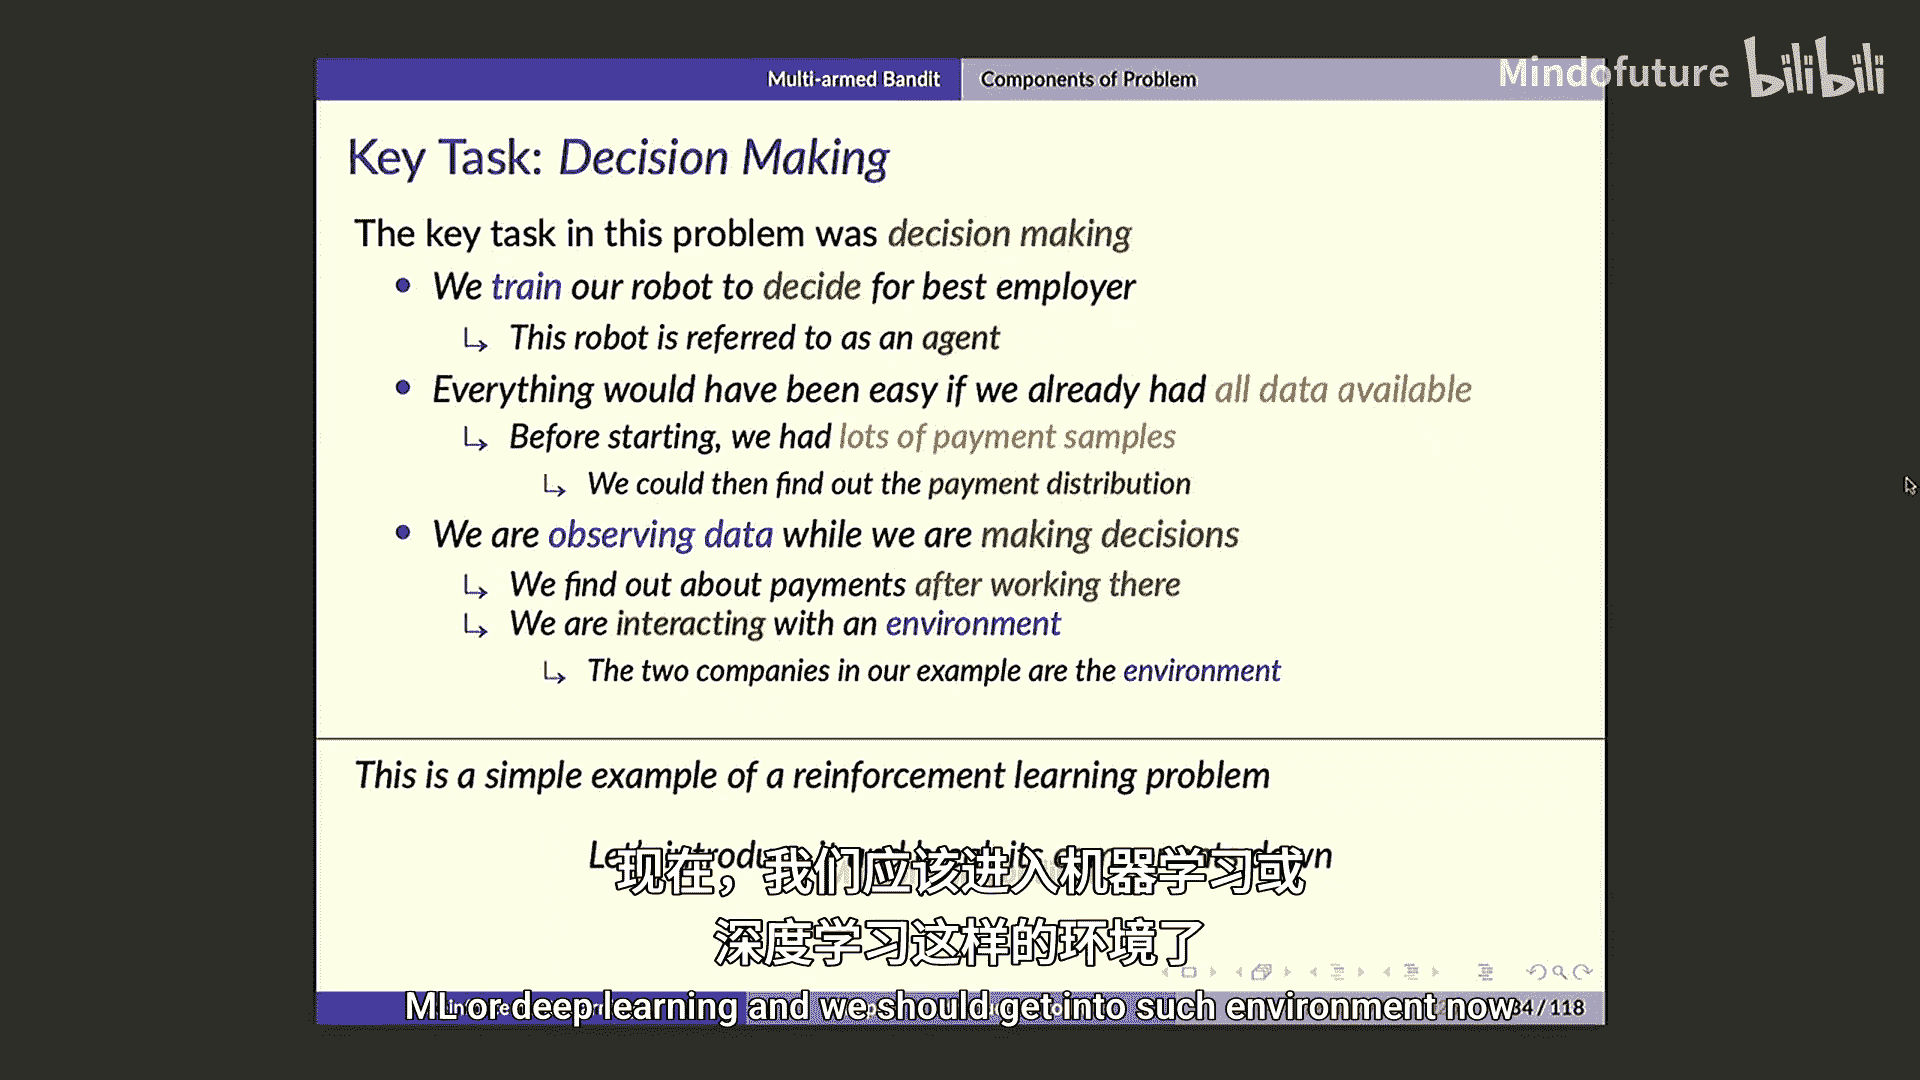 Multi-armed Bandit Components of Problem
Mindofuture bilibili
Key Task: Decision Making
The key task in this problem was decision making
We train our robot to decide for best employer
This robot is referred to as an agent
Everything would have been easy if we already had all data available
Before starting, we had lots of payment samples
We could then find out the payment distribution
We are observing data while we are making decisions
We find out about payments after working there
We are interacting with an environment
The two companies in our example are the environment
This is a simple example of a reinforcement learning problem
现在，我们应该进入机器学习或
深度学习这样的环境了
ML or deep learning and we should get into such environment now
34 / 118